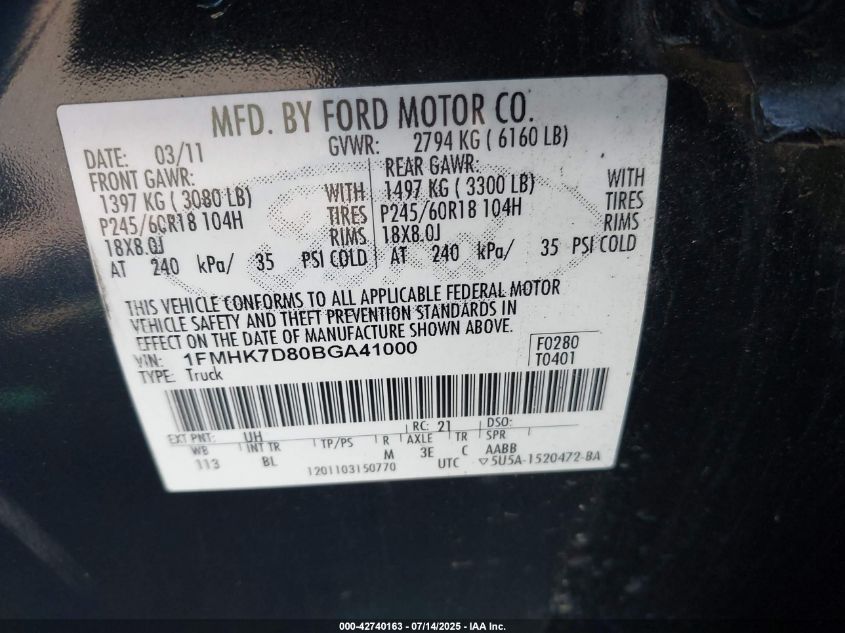 MFD. BY FORD MOTOR CO.
DATE: 03/11 GVWR: 2794 KG ( 6160 LB)
FRONT GAWR: REAR GAWR:
1397 KG ( 3080 LB) WITH 1497 KG ( 3300 LB) WITH
P245/60R18 104H TIRES P245/60R18 104H TIRES
18X8.0J RIMS 18X8.0J RIMS
AT 240 kPa/ 35 PSI COLD AT 240 kPa/ 35 PSI COLD
THIS VEHICLE CONFORMS TO ALL APPLICABLE FEDERAL MOTOR
VEHICLE SAFETY AND THEFT PREVENTION STANDARDS IN
EFFECT ON THE DATE OF MANUFACTURE SHOWN ABOVE.
VIN: 1FMHK7D80BGA41000 F0280
TYPE: Truck T0401
EXT PNT: UH RC: 21 DSO:
WB INT TR TP/PS R AXLE TR SPR
113 BL M 3E C AABB
1201103150770 UTC ▽5U5A-1520472-BA
000-42740163 - 07/14/2025 - IAA Inc.